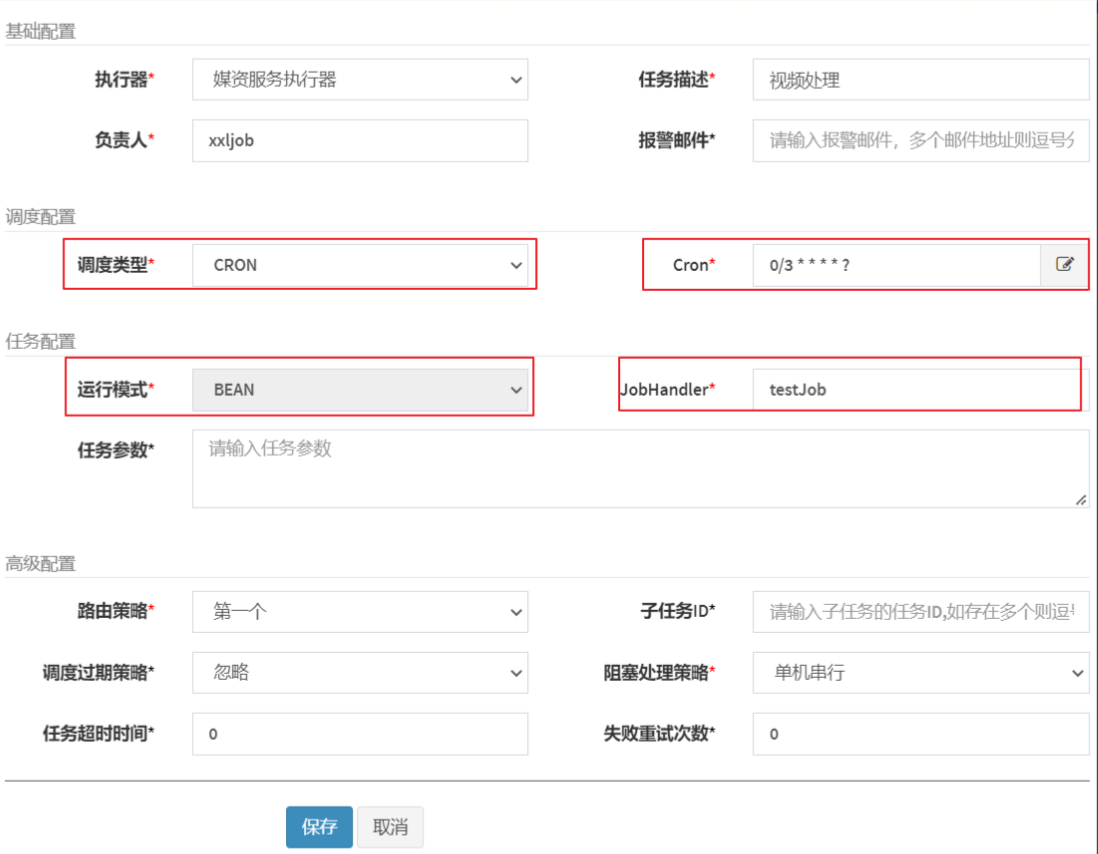 基础配置
执行器* 媒资服务执行器 任务描述* 视频处理
负责人* xxljob 报警邮件* 请输入报警邮件，多个邮件地址则逗号分
调度配置
调度类型* CRON Cron* 0/3 * * * * ?
任务配置
运行模式* BEAN JobHandler* testJob
任务参数* 请输入任务参数
高级配置
路由策略* 第一个 子任务ID* 请输入子任务的任务ID,如存在多个则逗号
调度过期策略* 忽略 阻塞处理策略* 单机串行
任务超时时间* 0 失败重试次数* 0
保存 取消